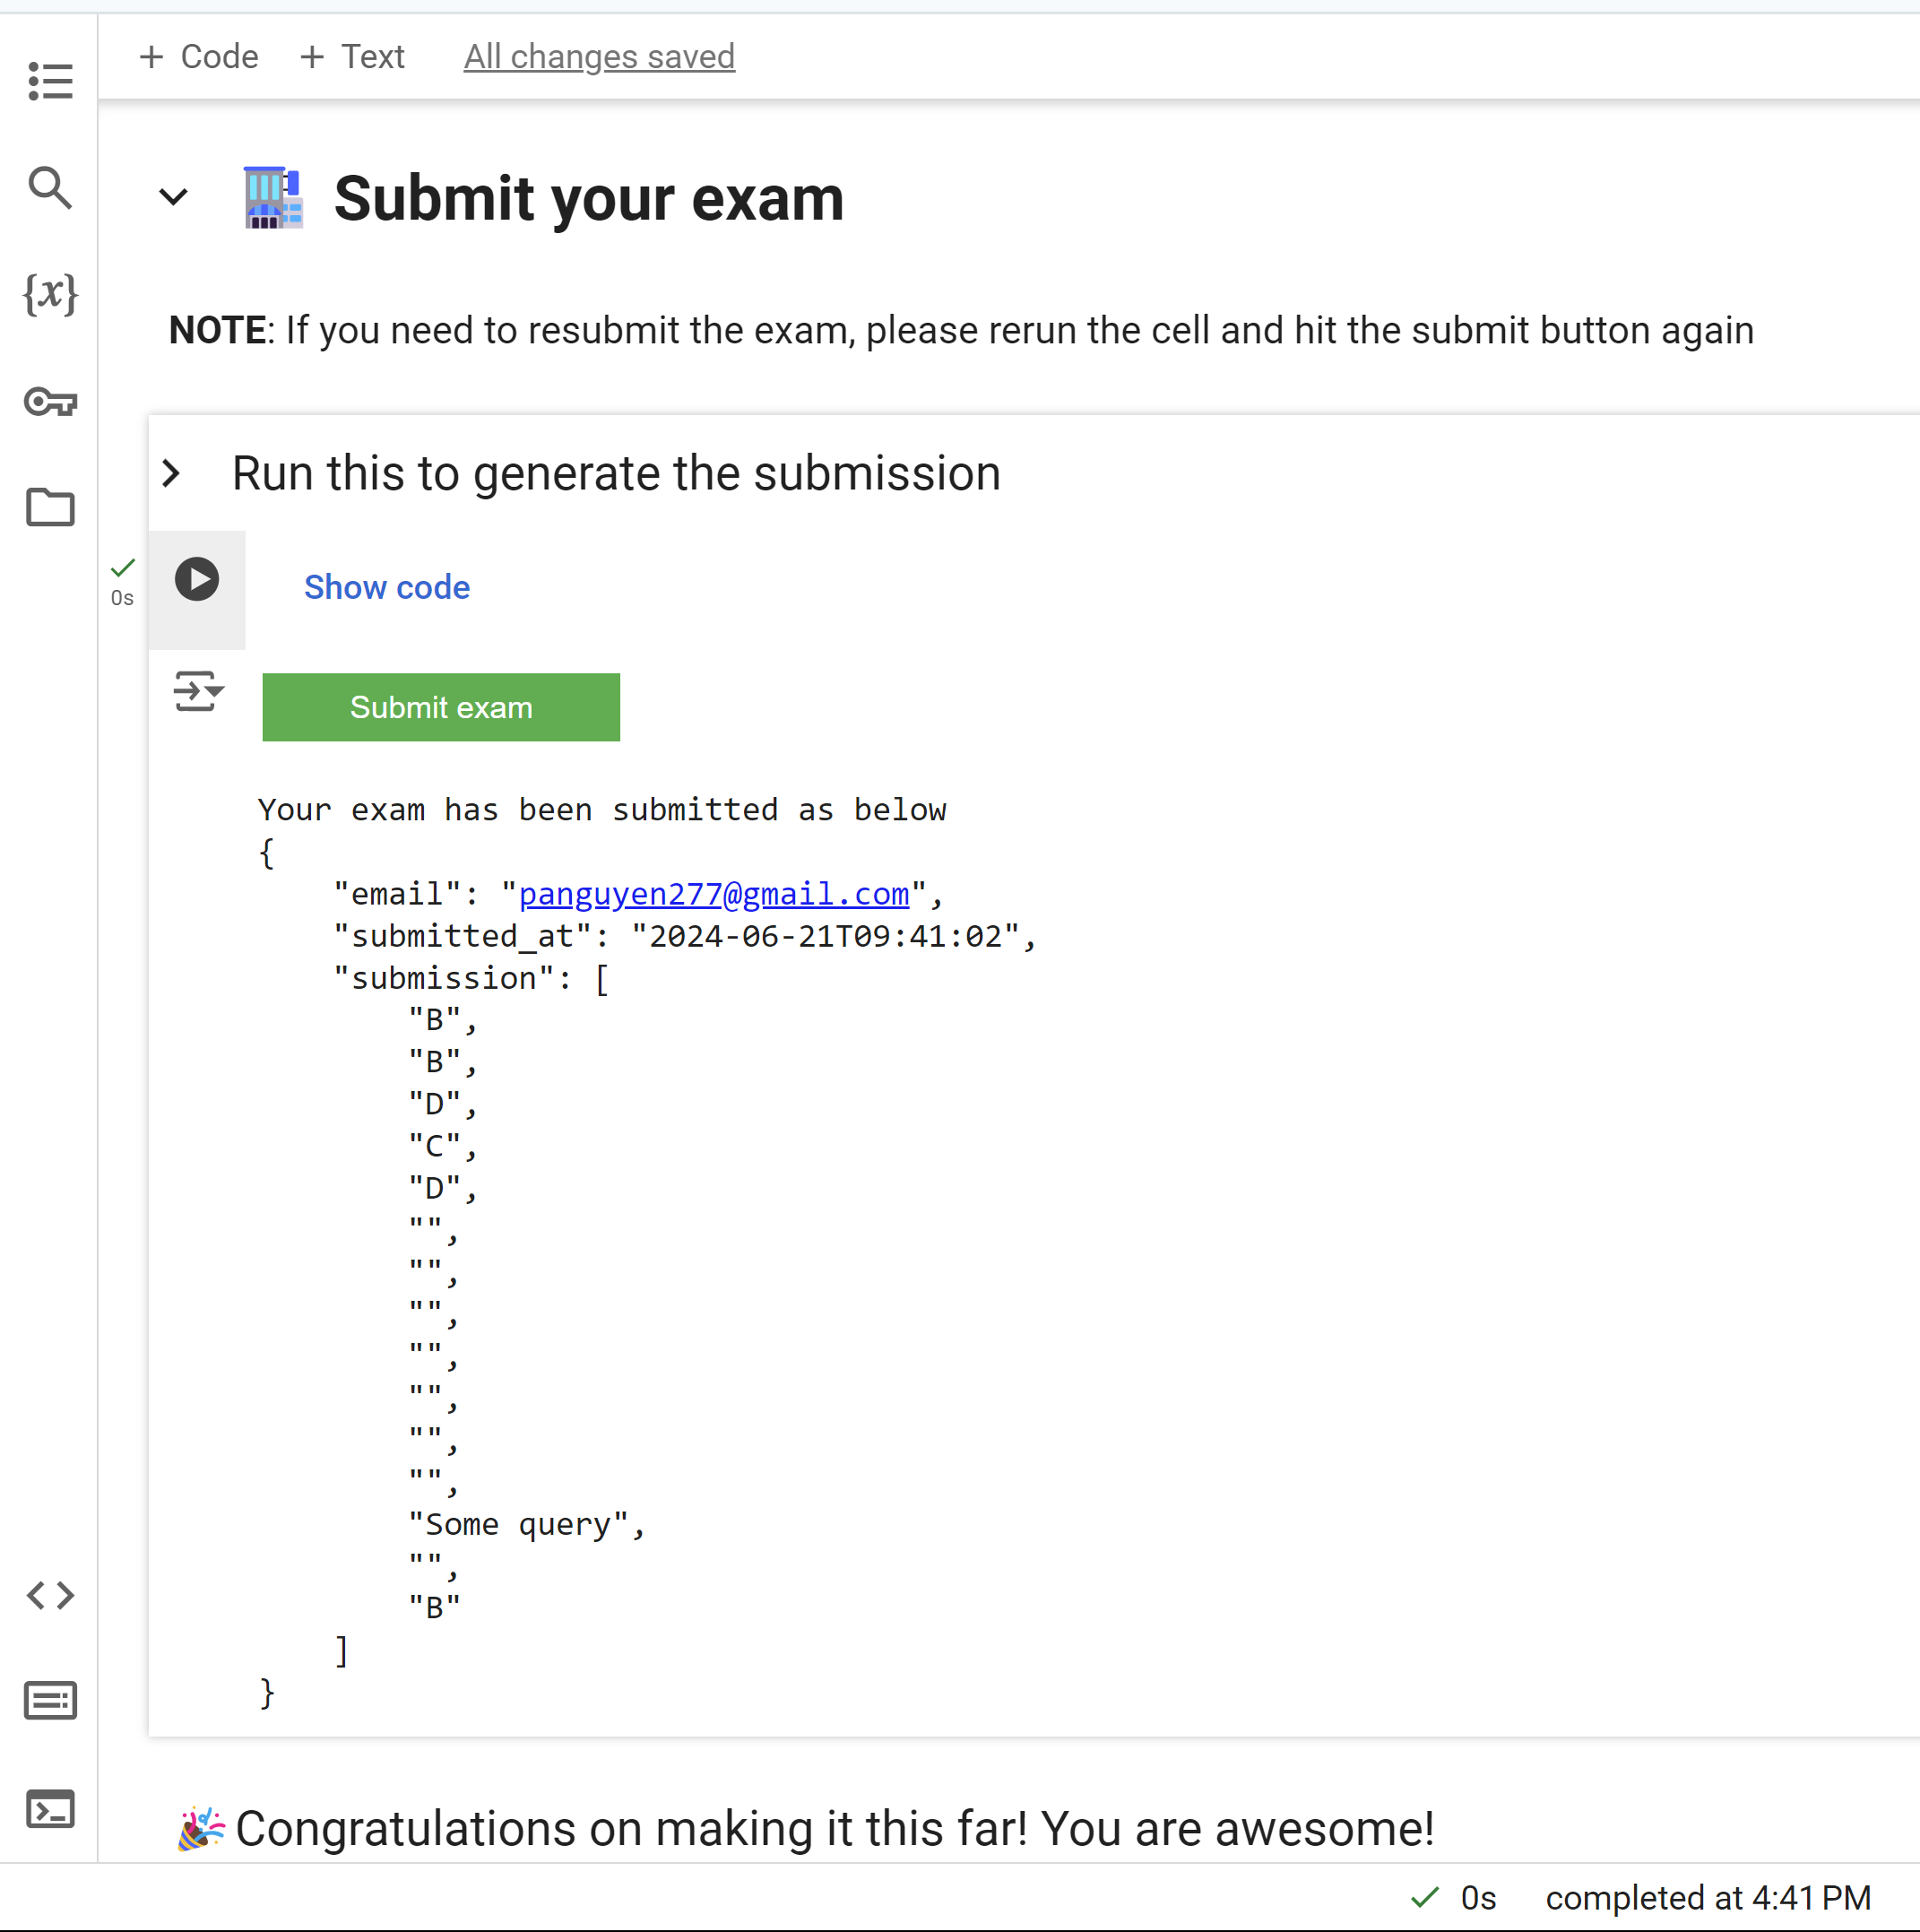 + Code + Text All changes saved
Submit your exam
{x}
NOTE: If you need to resubmit the exam, please rerun the cell and hit the submit button again
Run this to generate the submission
Show code
0s
Submit exam
Your exam has been submitted as below
{
"email": "panguyen277@gmail.com",
"submitted_at": "2024-06-21T09:41:02",
"submission": [
"B",
"B",
"D",
"C",
"D",
"",
"",
"",
"",
"",
"",
"",
"Some query",
"",
"B"
]
}
🎉 Congratulations on making it this far! You are awesome!
0s completed at 4:41 PM